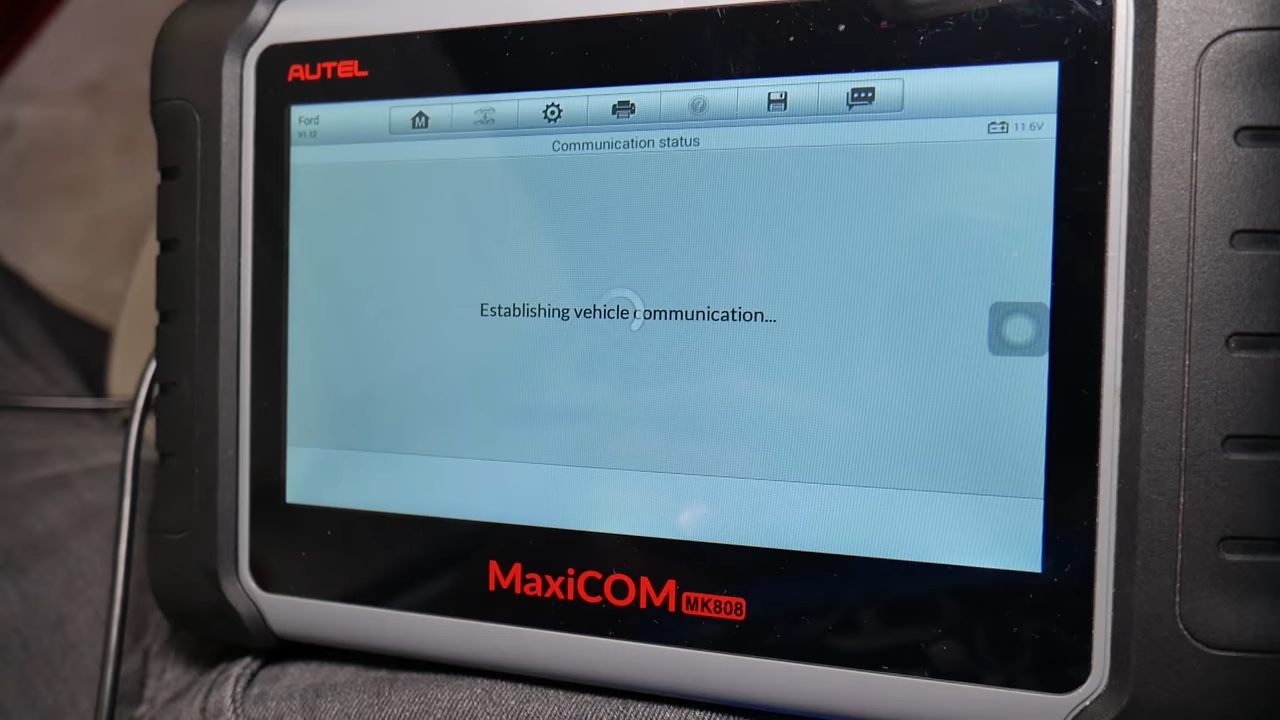 AUTEL
Ford
V1.12
11.6V
Communication status
Establishing vehicle communication...
MaxiCOM MK808